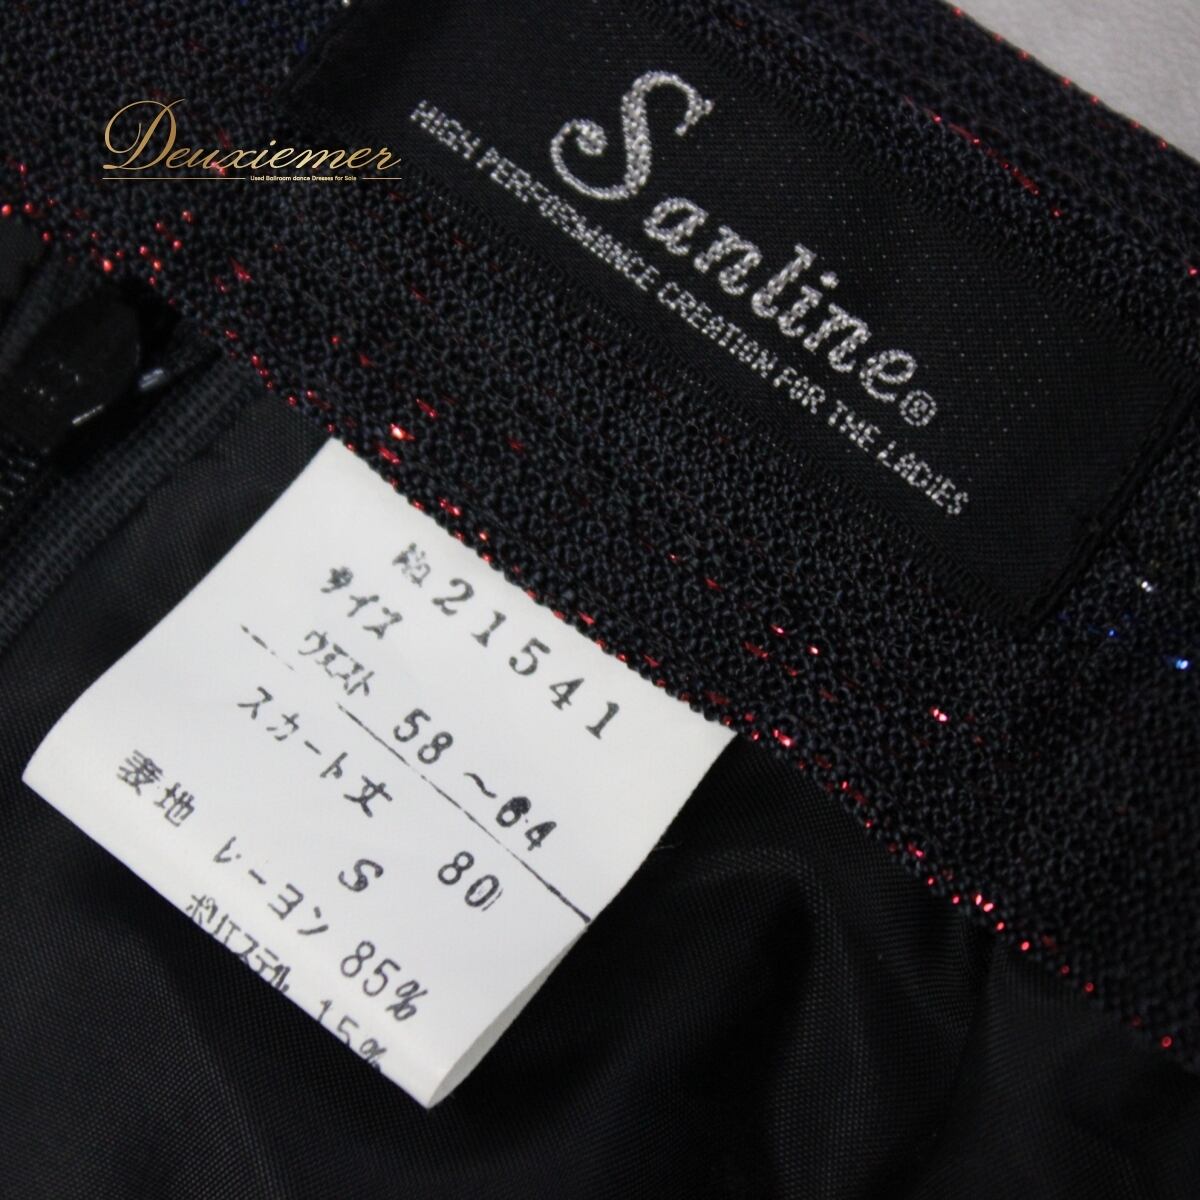 Deuxiemer
Used Ballroom dance Dresses for Sale
Sanline®
HIGH PERFORMANCE CREATION FOR THE LADIES
No. 21541
サイズ
ウエスト 58〜64
スカート丈 80
S
表地 レーヨン 85%
ポリエステル 15%